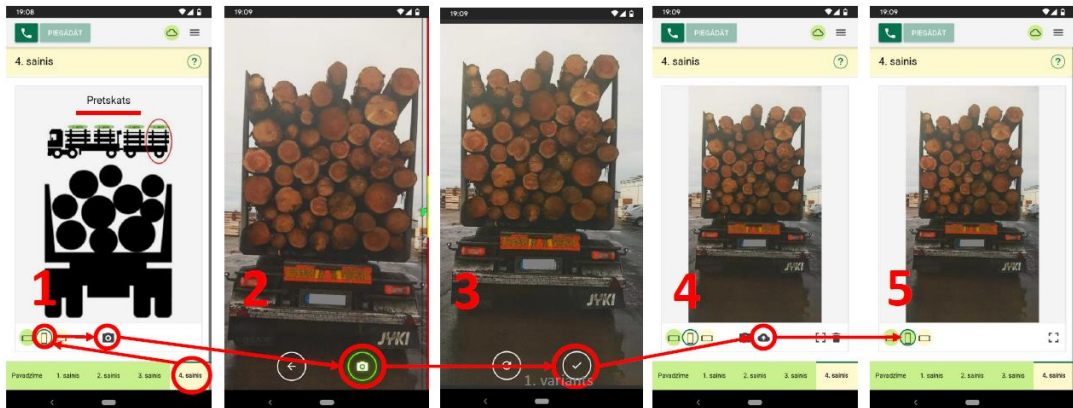 19:08
PIEGĀDĀT
4. sainis
?
Pretskats
1
Pavadzīme 1. sainis 2. sainis 3. sainis 4. sainis
19:09
JYKI
2
19:09
JYKI
3
1. variants
19:09
PIEGĀDĀT
4. sainis
?
JYKI
4
Pavadzīme 1. sainis 2. sainis 3. sainis 4. sainis
19:09
PIEGĀDĀT
4. sainis
?
JYKI
5
Pavadzīme 1. sainis 2. sainis 3. sainis 4. sainis